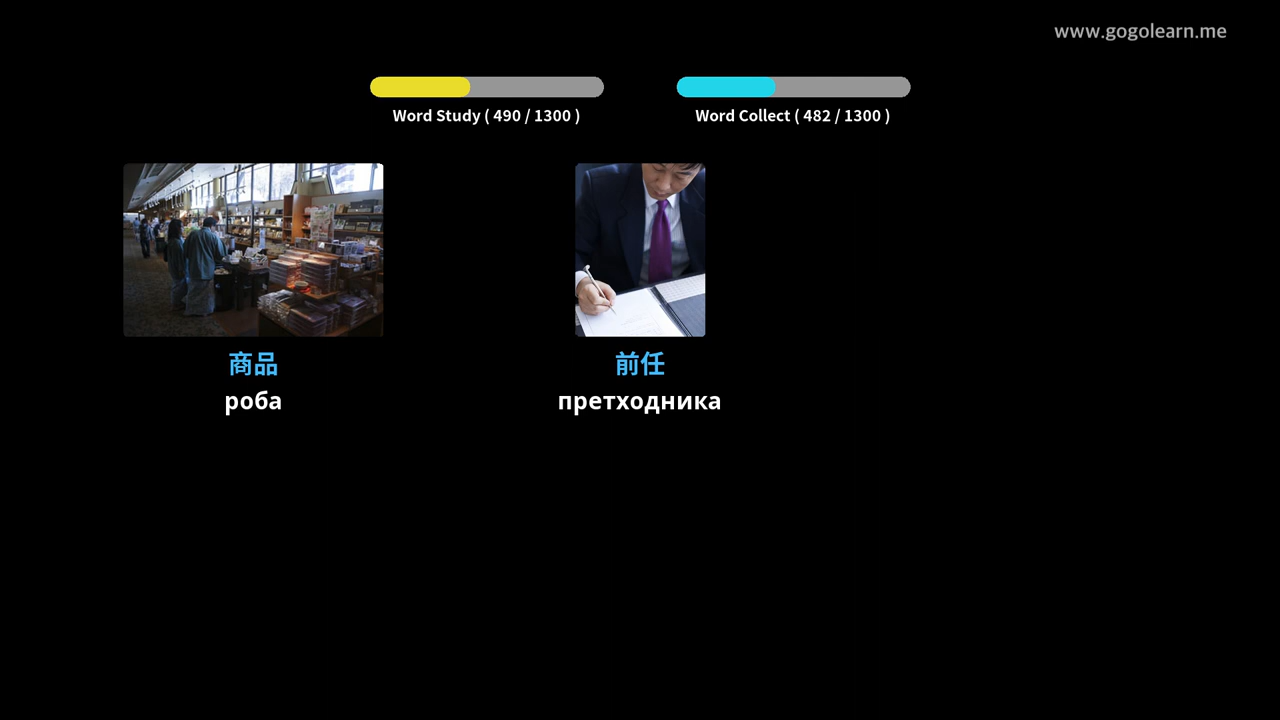 www.gogolearn.me
Word Study ( 490 / 1300 )
Word Collect ( 482 / 1300 )
商品
роба
前任
претходника